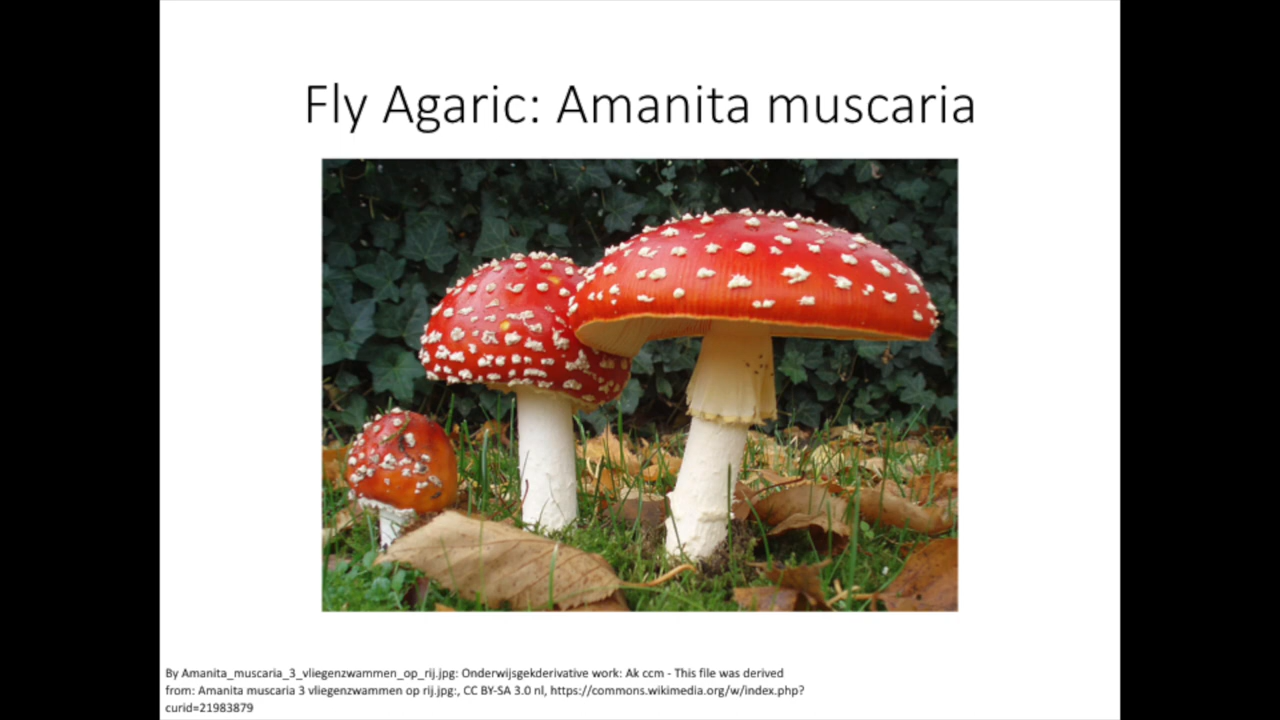 Fly Agaric: Amanita muscaria
By Amanita_muscaria_3_vliegenzwammen_op_rij.jpg: Onderwijsgekderivative work: Ak ccm - This file was derived
from: Amanita muscaria 3 vliegenzwammen op rij.jpg:, CC BY-SA 3.0 nl, https://commons.wikimedia.org/w/index.php?
curid=21983879